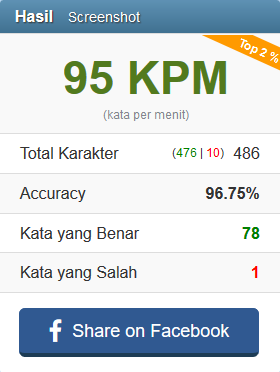 Hasil Screenshot
Top 2 %
95 KPM
(kata per menit)
Total Karakter (476 | 10) 486
Accuracy 96.75%
Kata yang Benar 78
Kata yang Salah 1
Share on Facebook